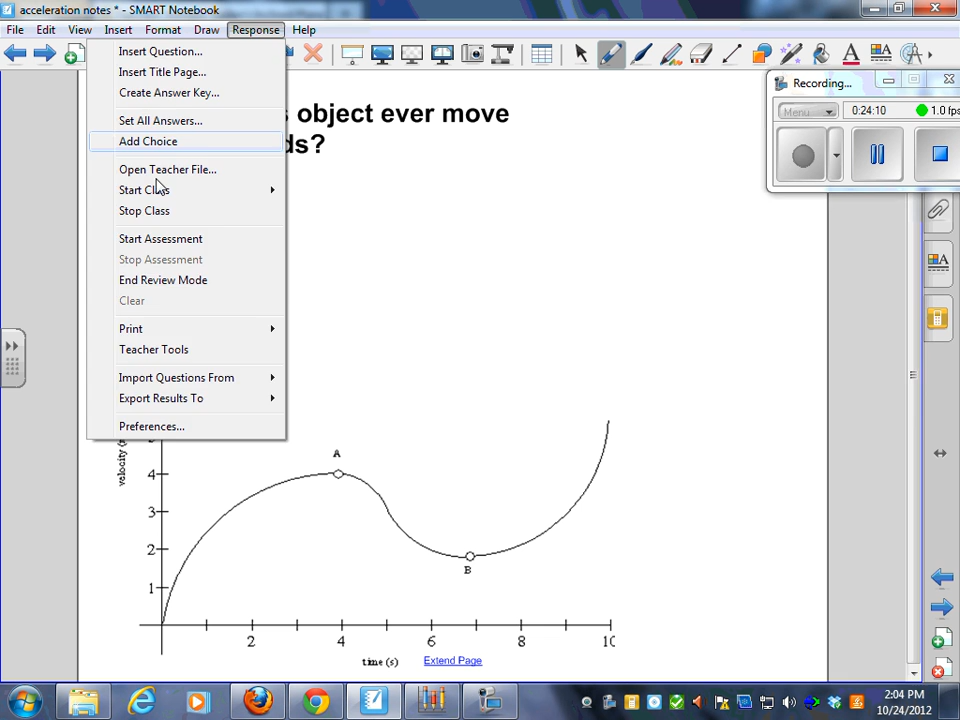 acceleration notes * - SMART Notebook
File Edit View Insert Format Draw Response Help
Insert Question...
Insert Title Page...
Create Answer Key...
Set All Answers...
Add Choice
Open Teacher File...
Start Class
Stop Class
Start Assessment
Stop Assessment
End Review Mode
Clear
Print
Teacher Tools
Import Questions From
Export Results To
Preferences...
object ever move
ds?
Recording...
Menu
0:24:10
1.0 fps
velocity
4
3
2
1
A
B
2 4 6 8 10
time (s)
Extend Page
2:04 PM
10/24/2012